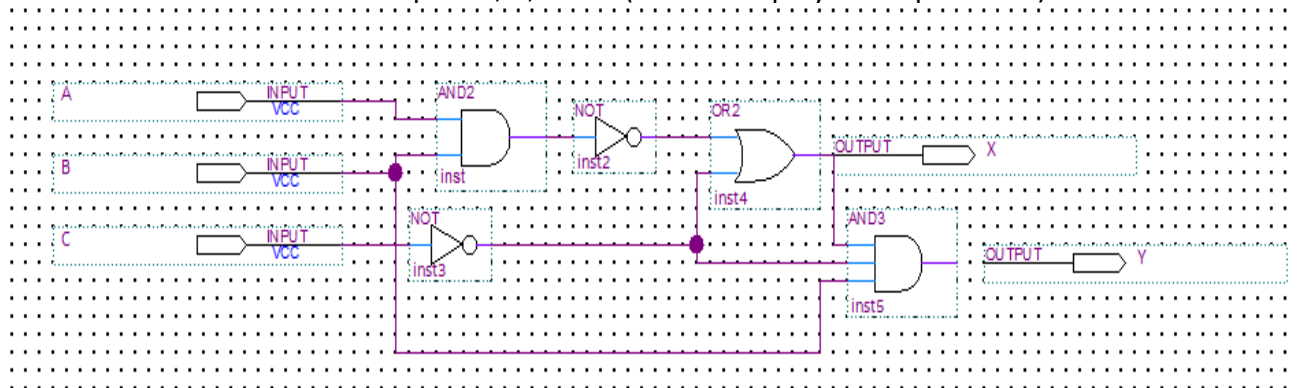 A
INPUT
VCC
AND2
inst
NOT
inst2
OR2
inst4
OUTPUT
X
B
INPUT
VCC
C
INPUT
VCC
NOT
inst3
AND3
inst5
OUTPUT
Y